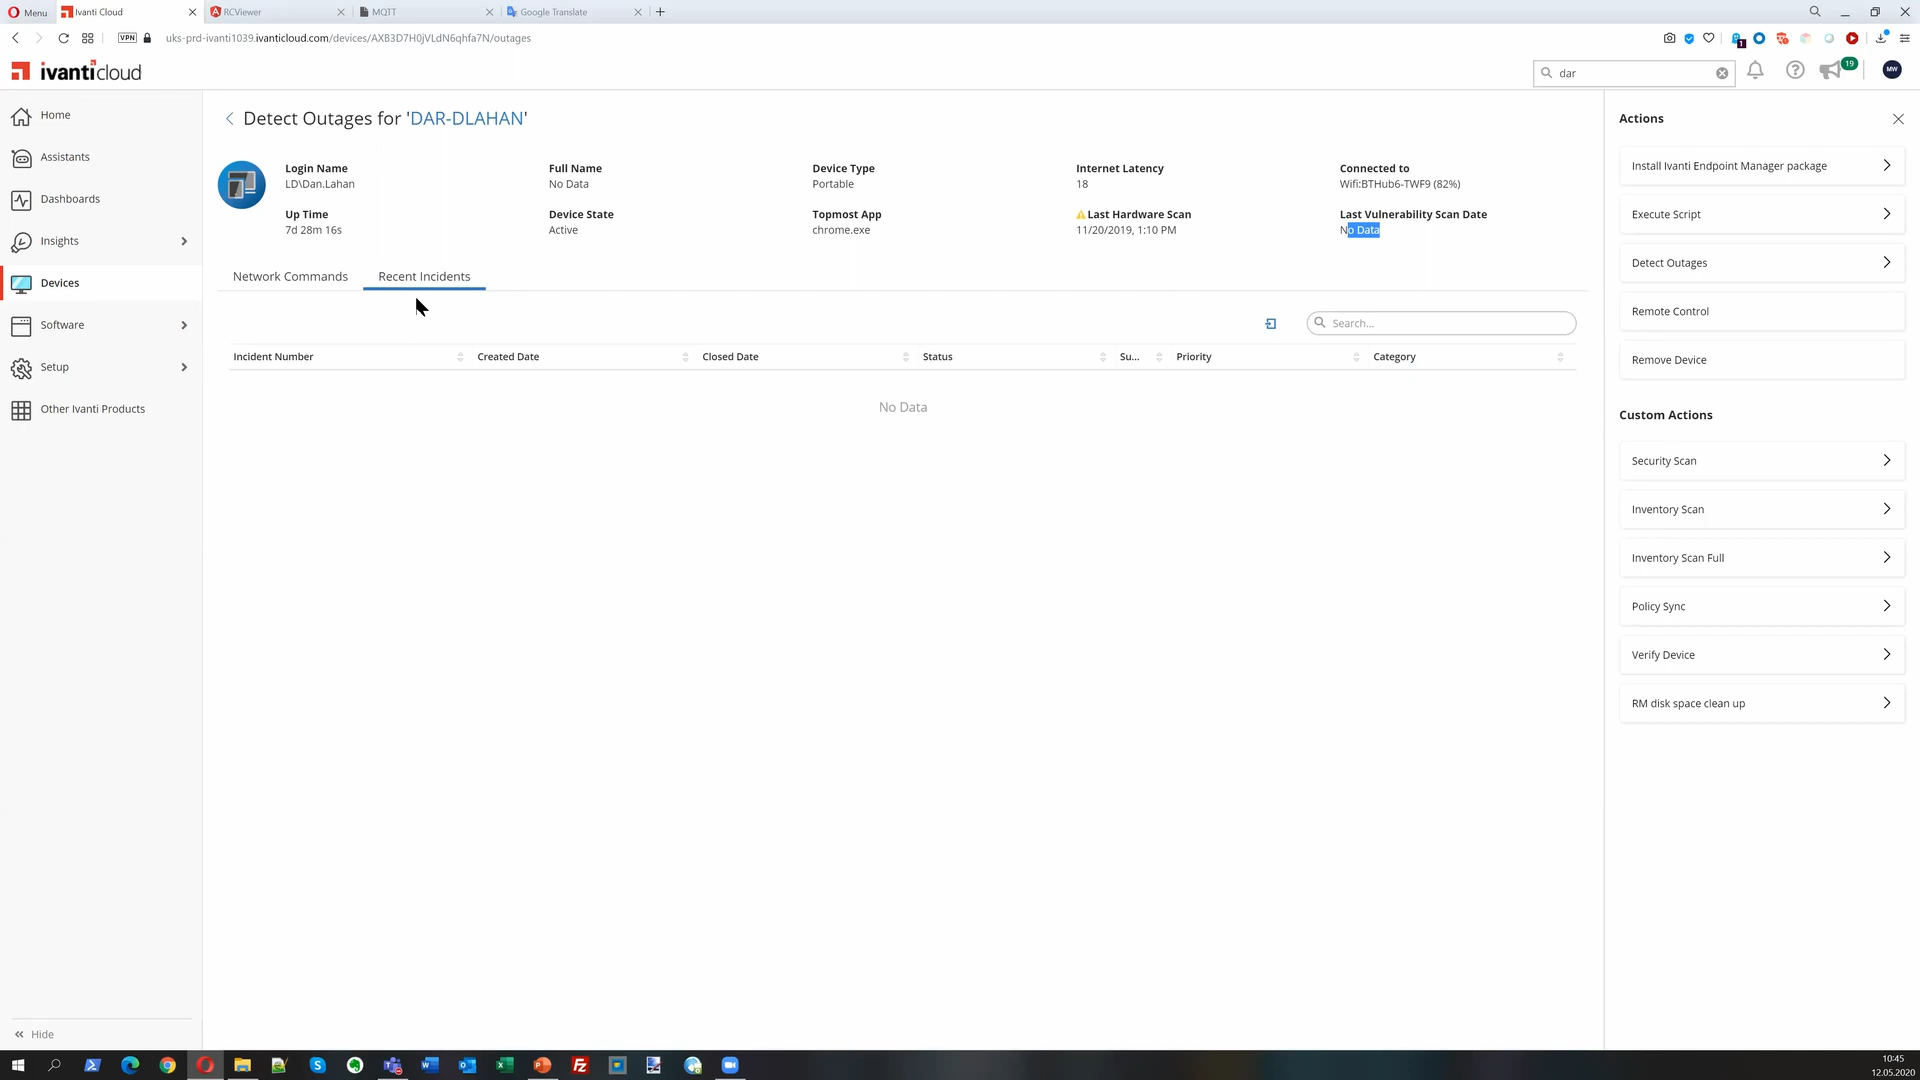 Menu
Ivanti Cloud
RCViewer
MQTT
Google Translate
VPN
uks-prd-ivanti1039.ivanticloud.com/devices/AXB3D7H0jVLdN6qhfa7N/outages
1
ivanticloud
dar
19
MW
Home
Assistants
Dashboards
Insights
Devices
Software
Setup
Other Ivanti Products
Hide
Detect Outages for 'DAR-DLAHAN'
Login Name
LD\Dan.Lahan
Full Name
No Data
Device Type
Portable
Internet Latency
18
Connected to
Wifi:BTHub6-TWF9 (82%)
Up Time
7d 28m 16s
Device State
Active
Topmost App
chrome.exe
Last Hardware Scan
11/20/2019, 1:10 PM
Last Vulnerability Scan Date
No Data
Network Commands
Recent Incidents
Search...
Incident Number
Created Date
Closed Date
Status
Su...
Priority
Category
No Data
Actions
Install Ivanti Endpoint Manager package
Execute Script
Detect Outages
Remote Control
Remove Device
Custom Actions
Security Scan
Inventory Scan
Inventory Scan Full
Policy Sync
Verify Device
RM disk space clean up
10:45
12.05.2020